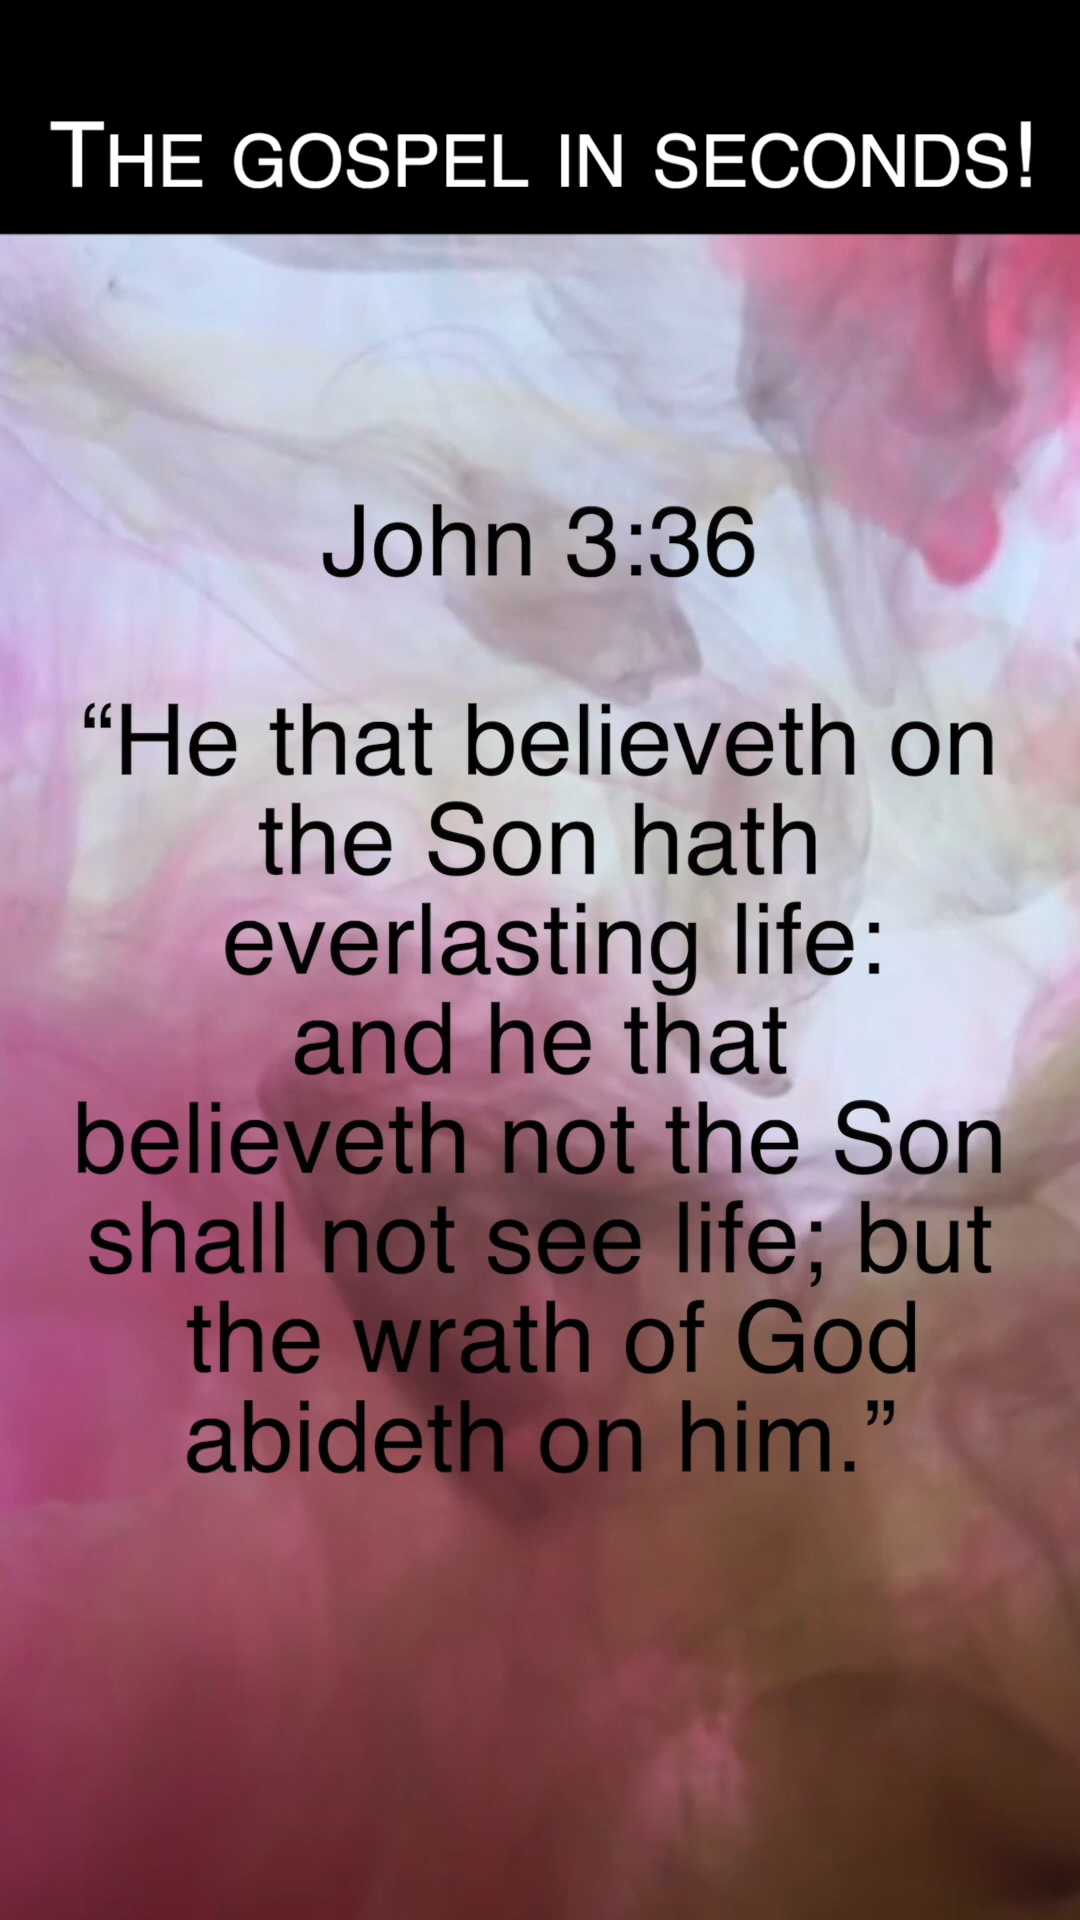 THE GOSPEL IN SECONDS!
John 3:36
“He that believeth on
the Son hath
everlasting life:
and he that
believeth not the Son
shall not see life; but
the wrath of God
abideth on him.”